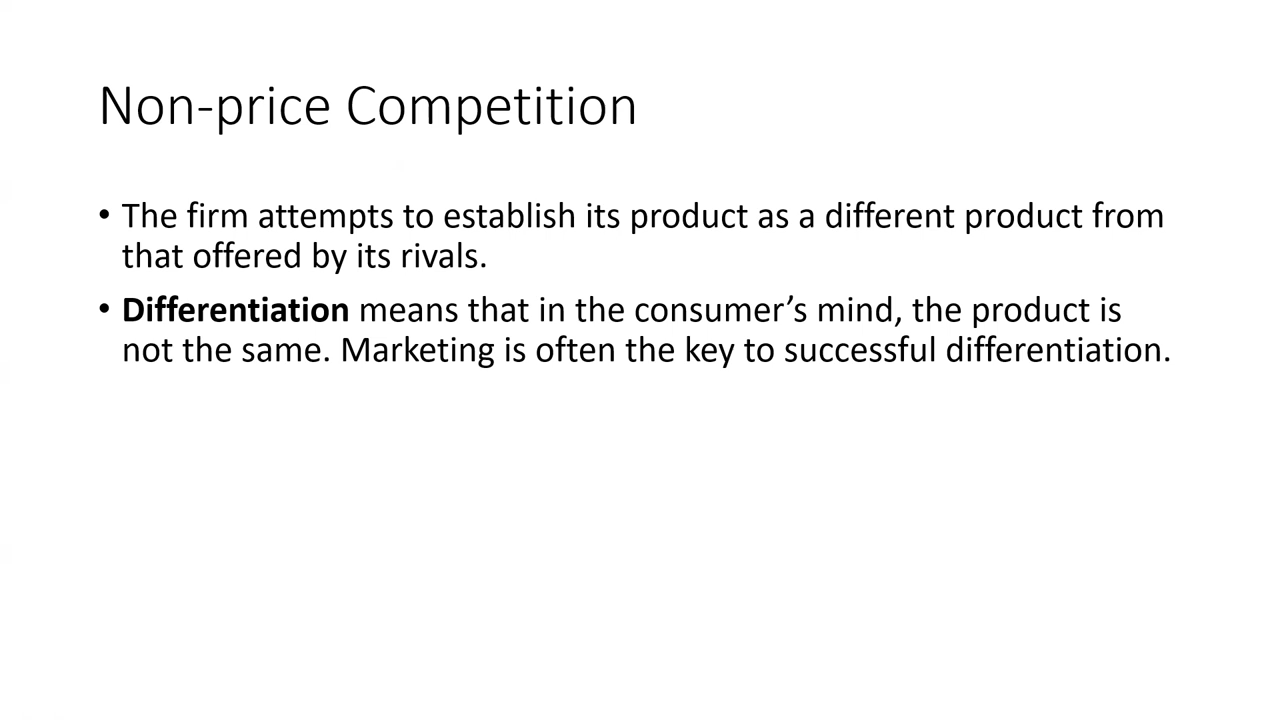 Non-price Competition
• The firm attempts to establish its product as a different product from
that offered by its rivals.
• Differentiation means that in the consumer’s mind, the product is
not the same. Marketing is often the key to successful differentiation.